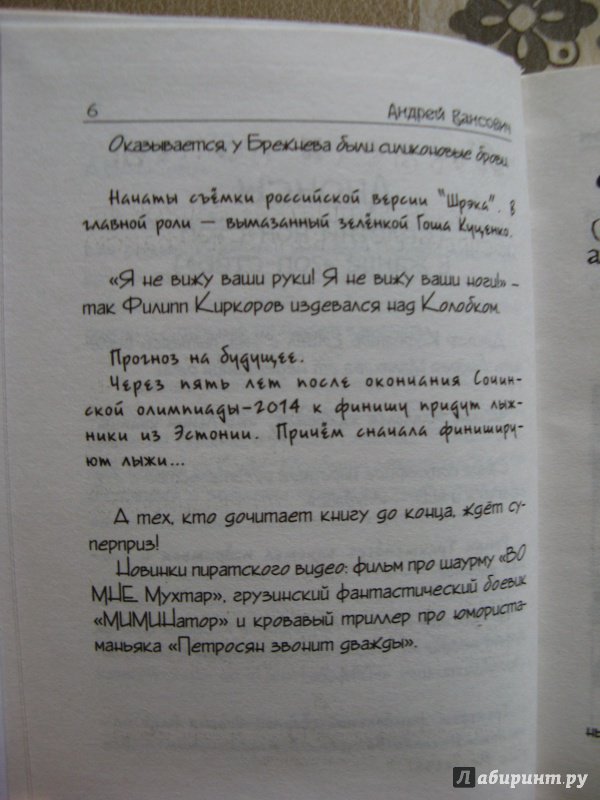 6 Андрей Вансович
Оказывается, у Брежнева были силиконовые брови
Начаты съёмки российской версии "Шрэка". В
главной роли — вымазанный зелёнкой Гоша Куценко.
«Я не вижу ваши руки! Я не вижу ваши ноги!» –
так Филипп Киркоров издевался над Колобком.
Прогноз на будущее.
Через пять лет после окончания Сочин-
ской олимпиады-2014 к финишу придут лыж-
ники из Эстонии. Причём сначала финиширу-
ют лыжи...
А тех, кто дочитает книгу до конца, ждёт су-
перприз!
Новинки пиратского видео: фильм про шаурму «ВО
МНЕ Мухтар», грузинский фантастический боевик
«МИМИНатор» и кровавый триллер про юмориста-
маньяка «Петросян звонит дважды».
Лабиринт.ру